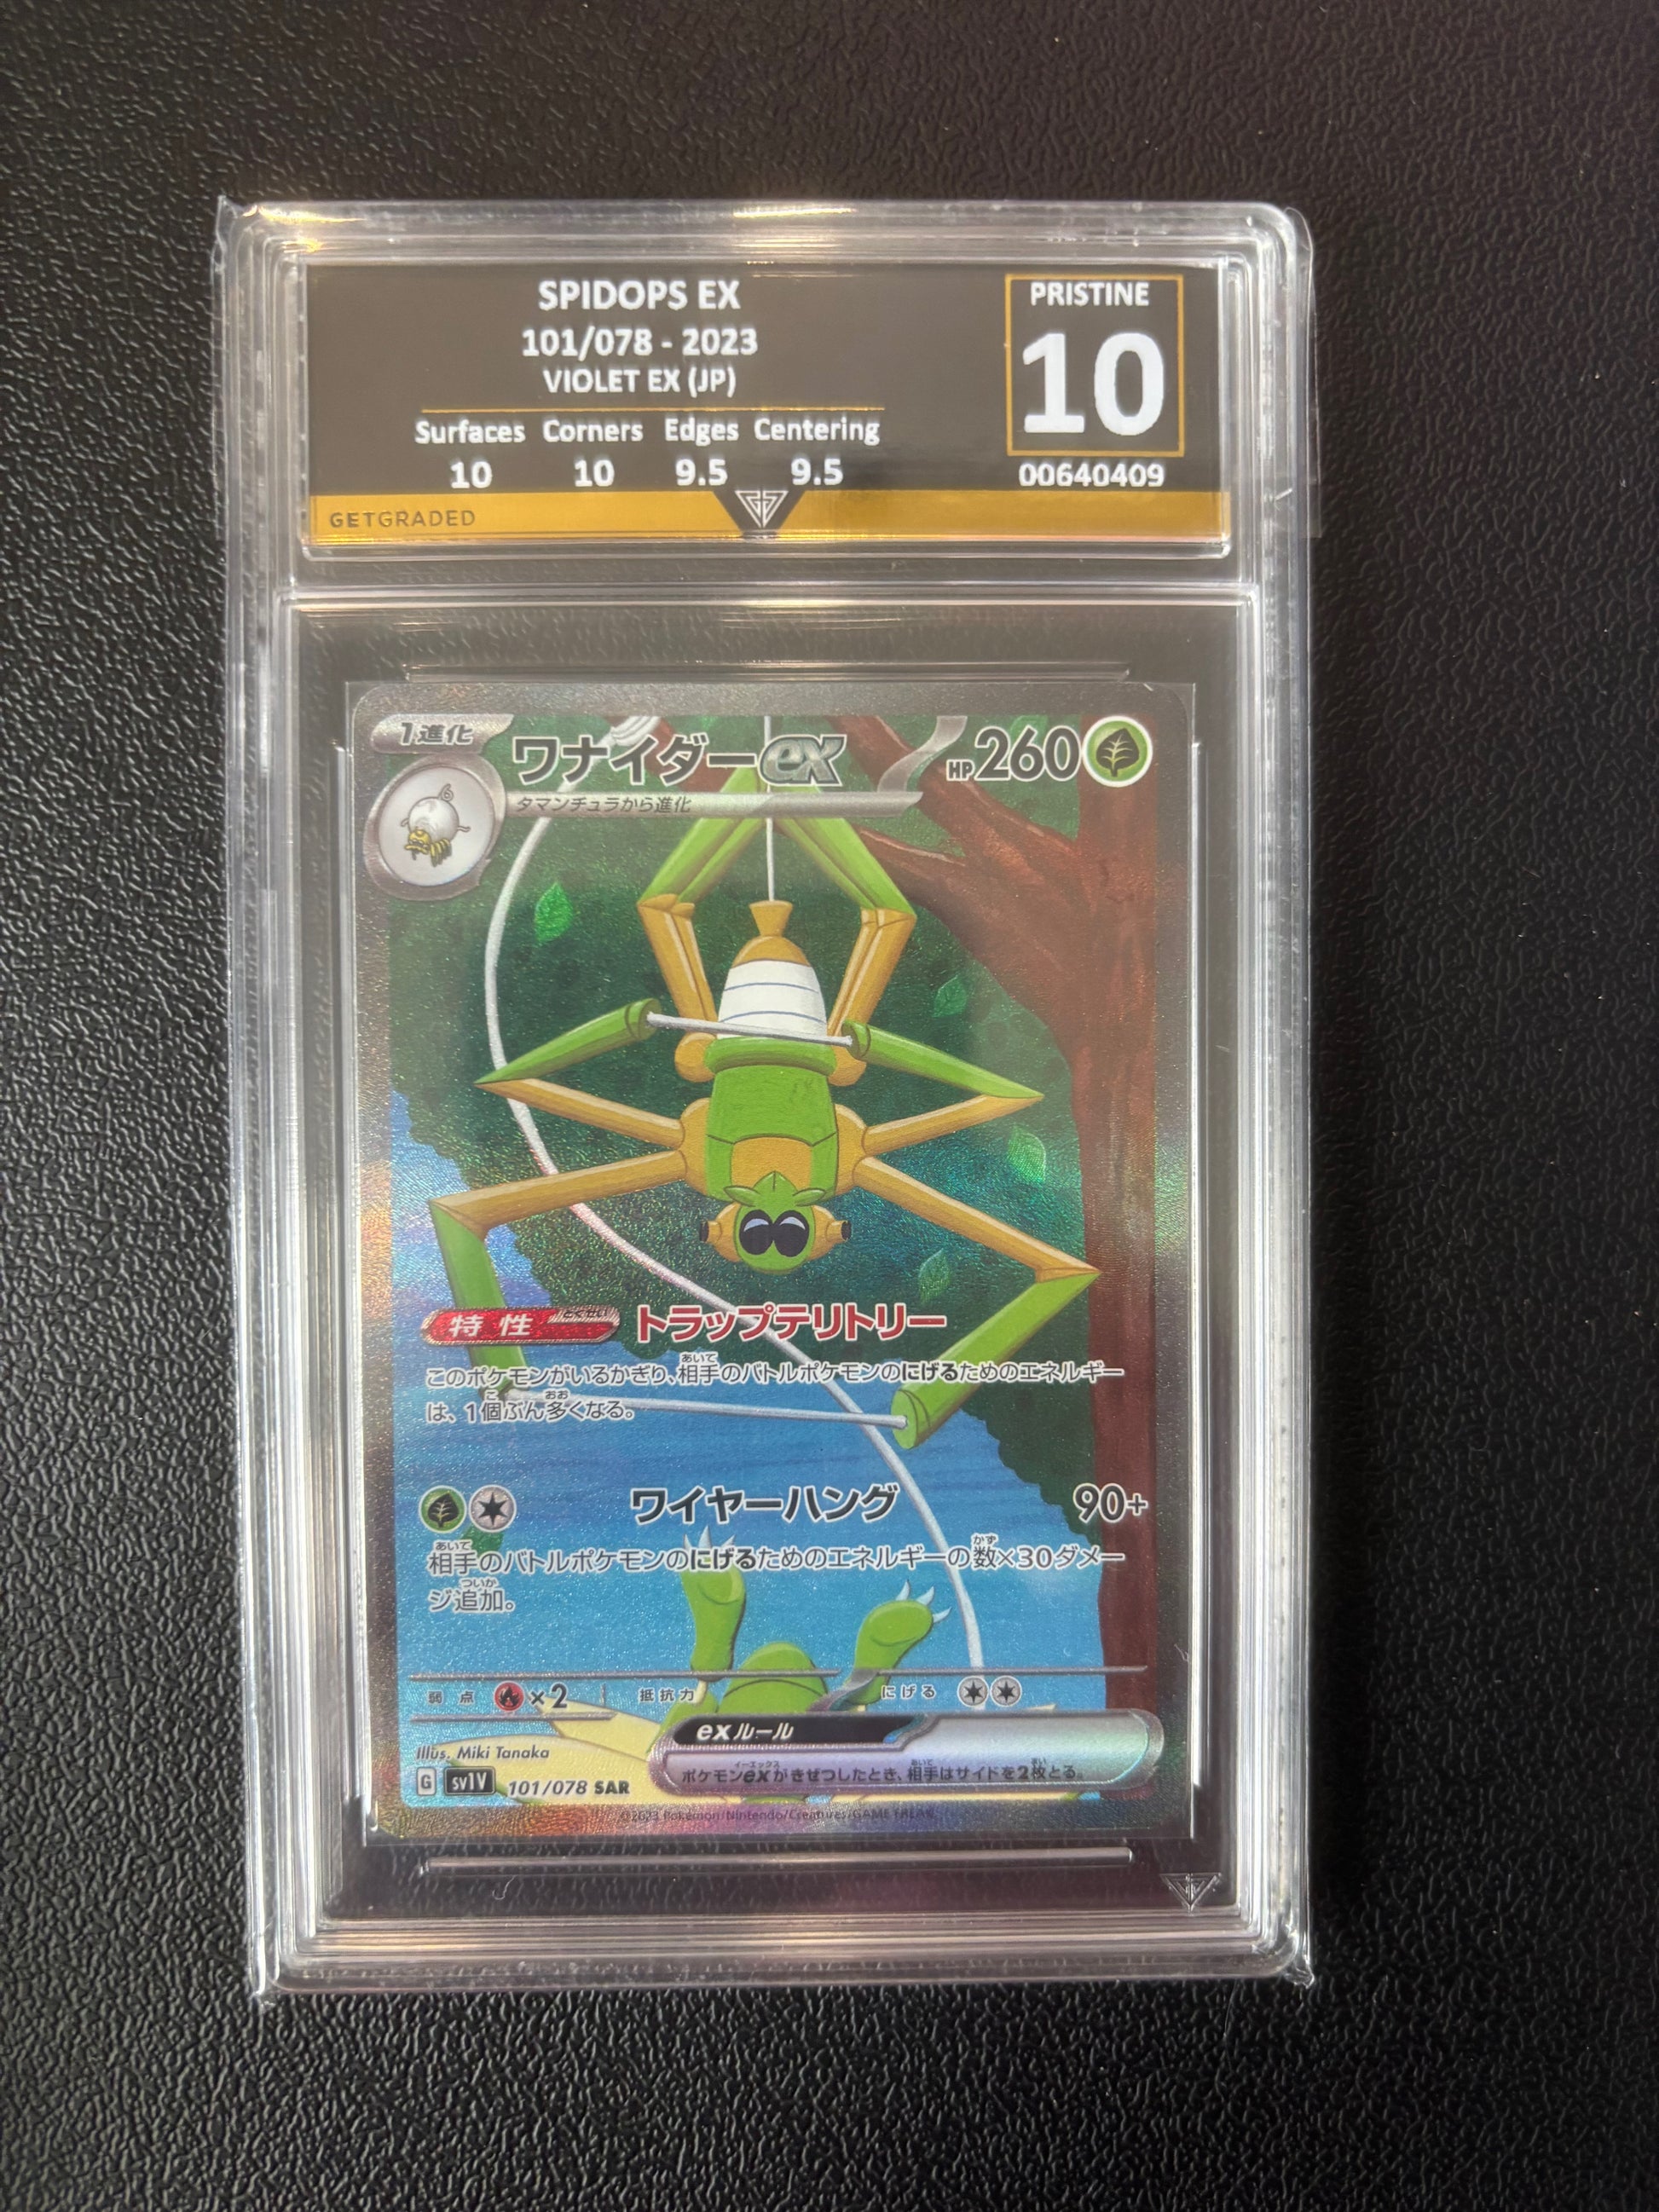 SPIDOPS EX
101/078 - 2023
VIOLET EX (JP)
Surfaces Corners Edges Centering
10 10 9.5 9.5
PRISTINE
10
00640409
GETGRADED
1進化
ワナイダーex
HP260
タマンチュラから進化
特性 トラップテリトリー
このポケモンがいるかぎり、相手のバトルポケモンのにげるためのエネルギー
は、1個ぶん多くなる。
ワイヤーハング 90+
相手のバトルポケモンのにげるためのエネルギーの数×30ダメー
ジ追加。
弱点 ×2 抵抗力 にげる
exルール
ポケモンexがきぜつしたとき、相手はサイドを2枚とる。
Illus. Miki Tanaka
G sv1V 101/078 SAR
©2023 Pokémon/Nintendo/Creatures/GAME FREAK